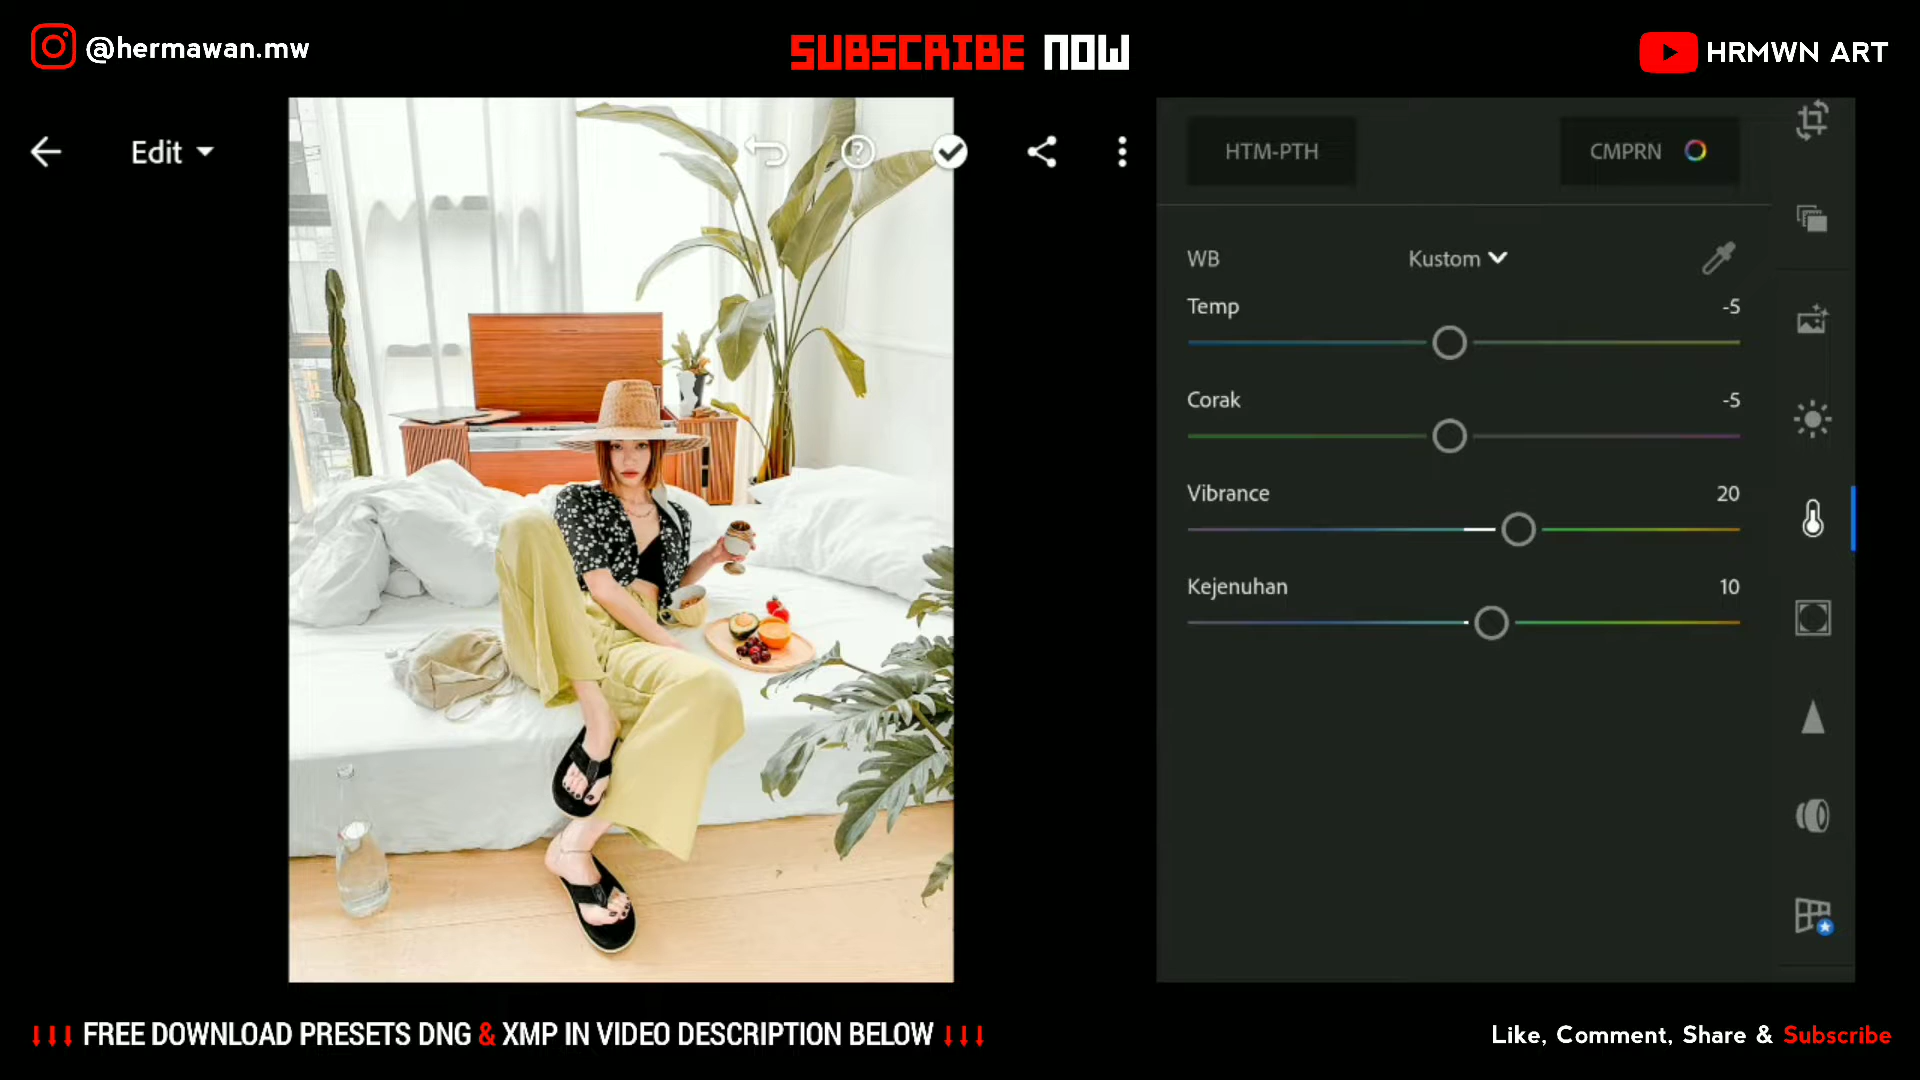 @hermawan.mw
SUBSCRIBE NOW
HRMWN ART
Edit
HTM-PTH
CMPRN
WB
Kustom
Temp
-5
Corak
-5
Vibrance
20
Kejenuhan
10
↓↓↓ FREE DOWNLOAD PRESETS DNG & XMP IN VIDEO DESCRIPTION BELOW ↓↓↓
Like, Comment, Share & Subscribe